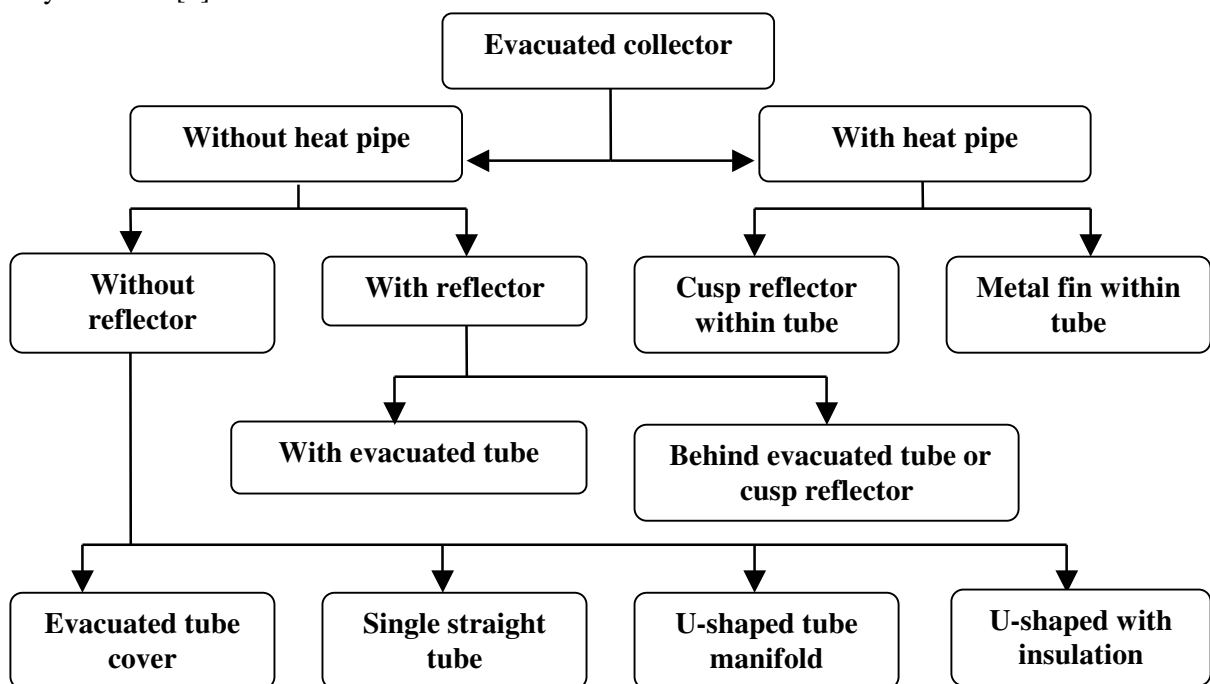 Evacuated collector
Without heat pipe
With heat pipe
Without
reflector
With reflector
Cusp reflector
within tube
Metal fin within
tube
With evacuated tube
Behind evacuated tube or
cusp reflector
Evacuated tube
cover
Single straight
tube
U-shaped tube
manifold
U-shaped with
insulation